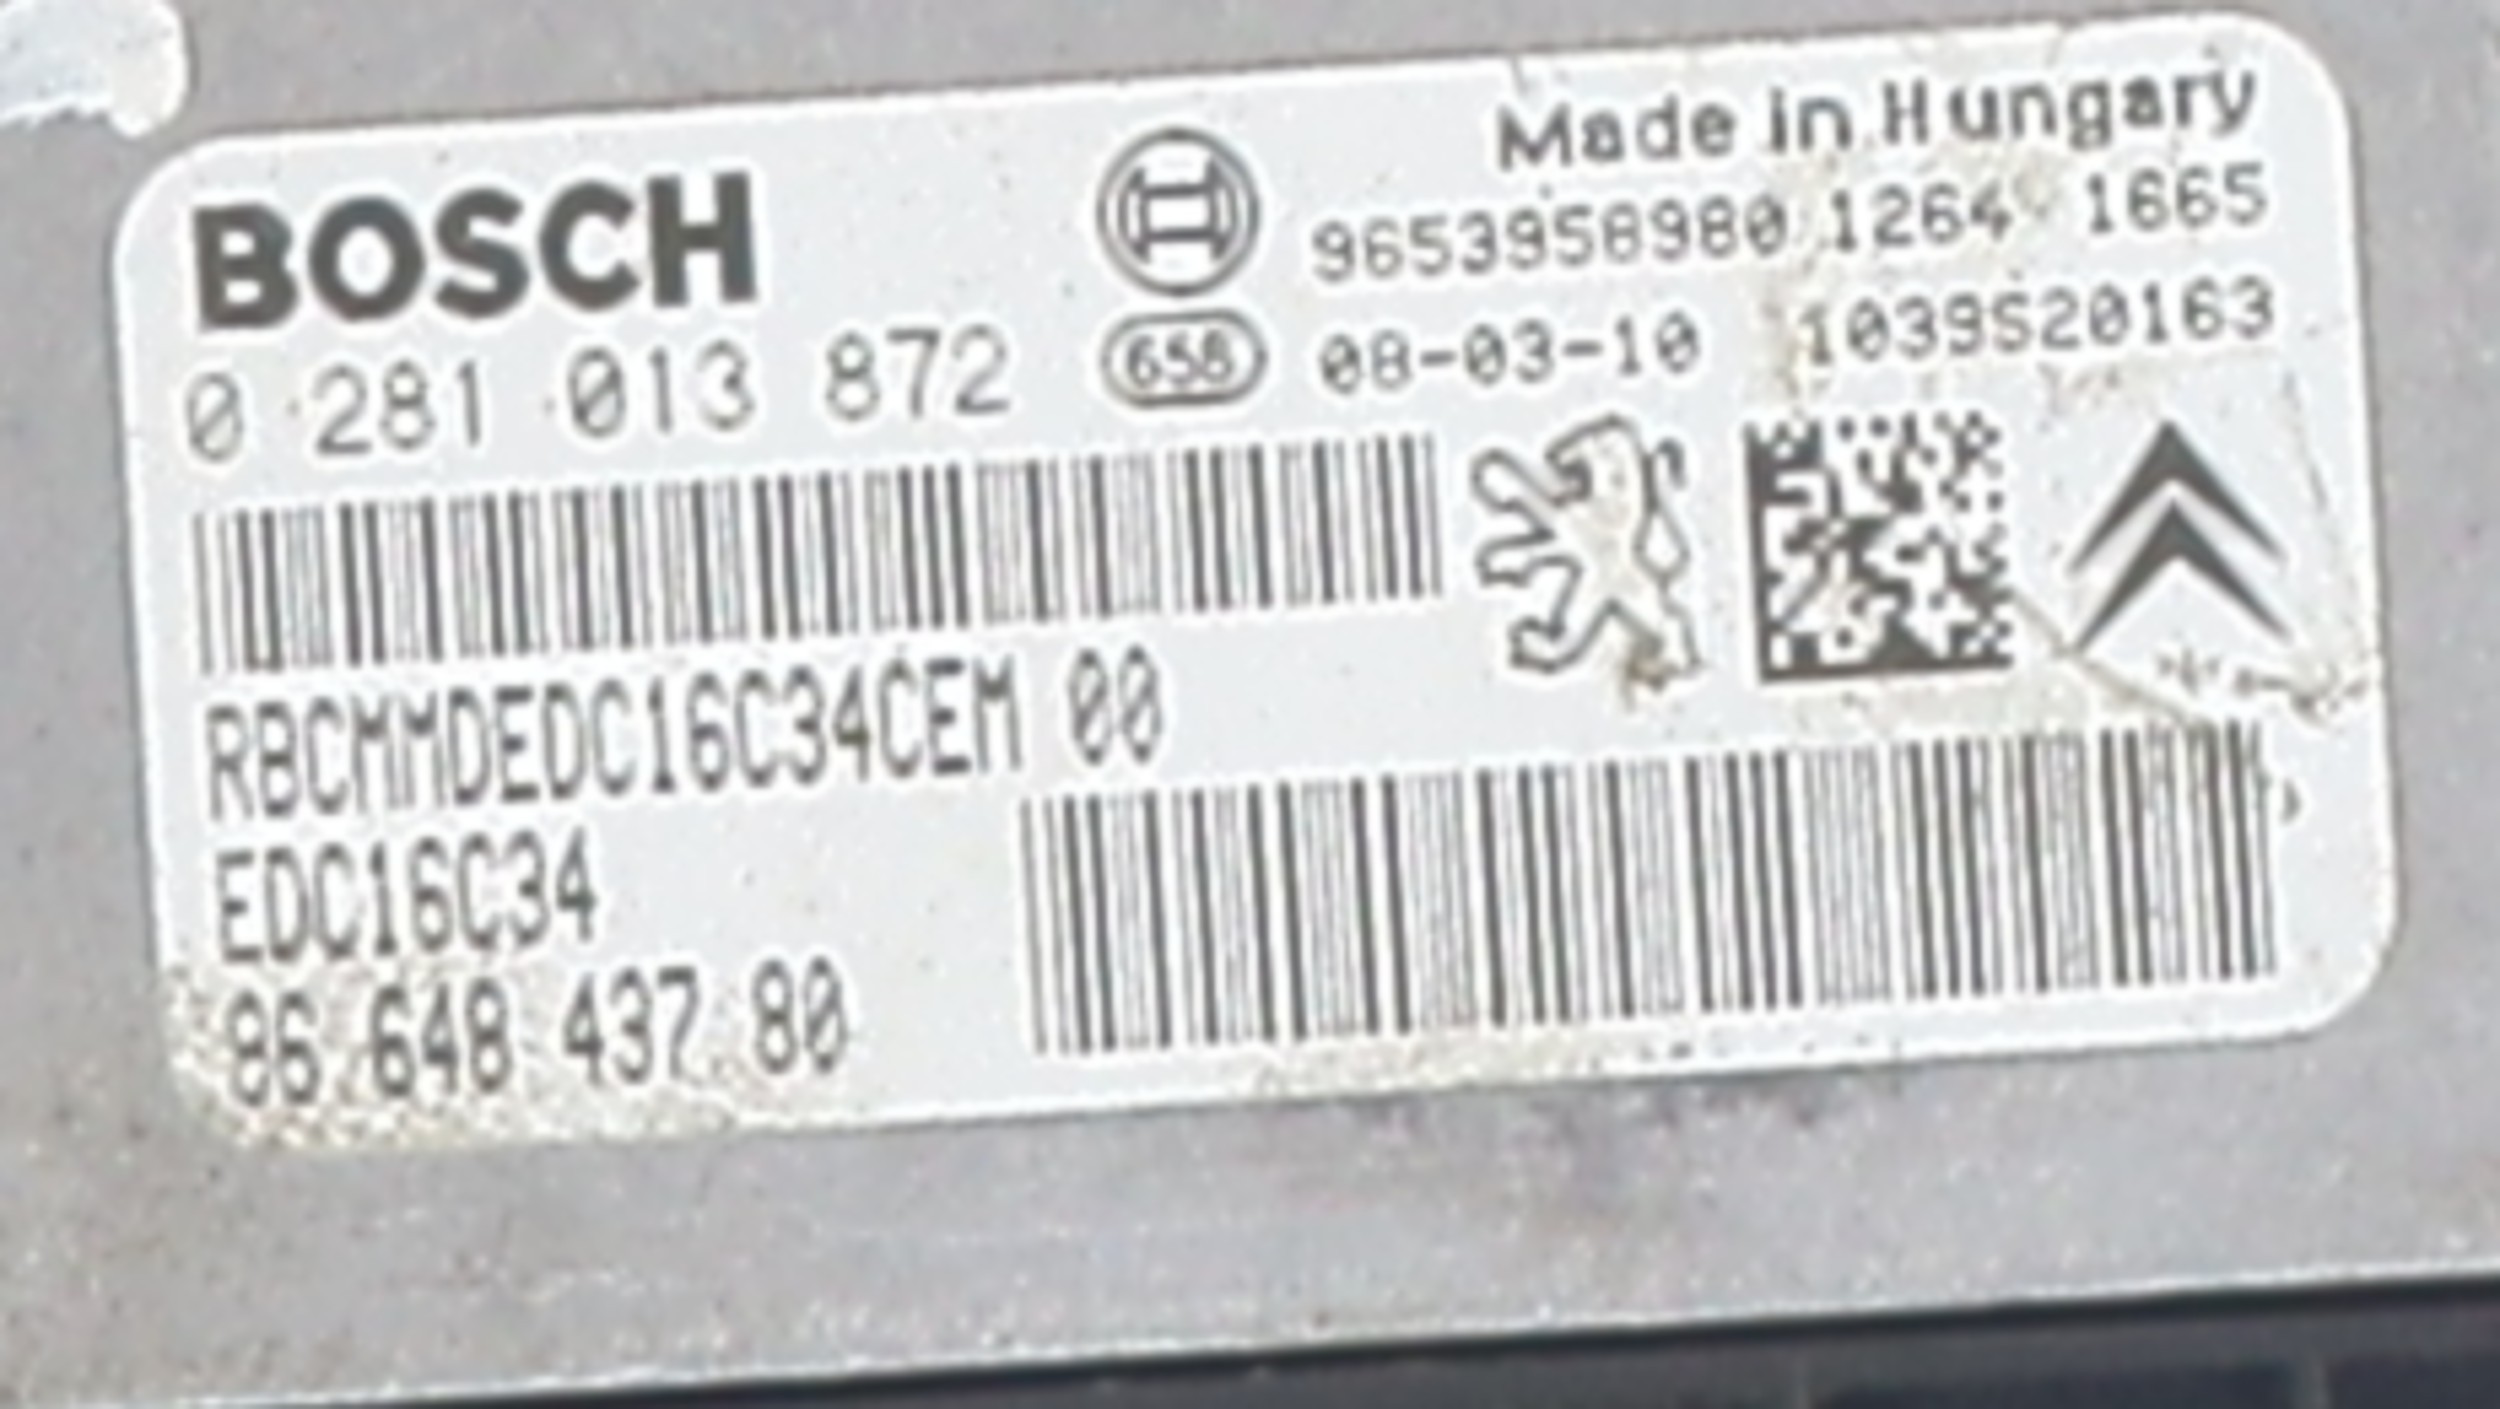 BOSCH
0 281 013 872
658
Made in Hungary
9653958980 1264 1665
08-03-10 1039S20163
RBCMMDEDC16C34CEM 00
EDC16C34
96 648 437 80